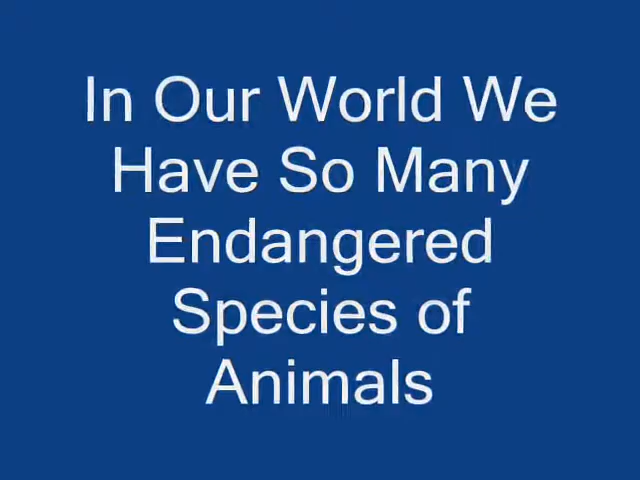 In Our World We
Have So Many
Endangered
Species of
Animals